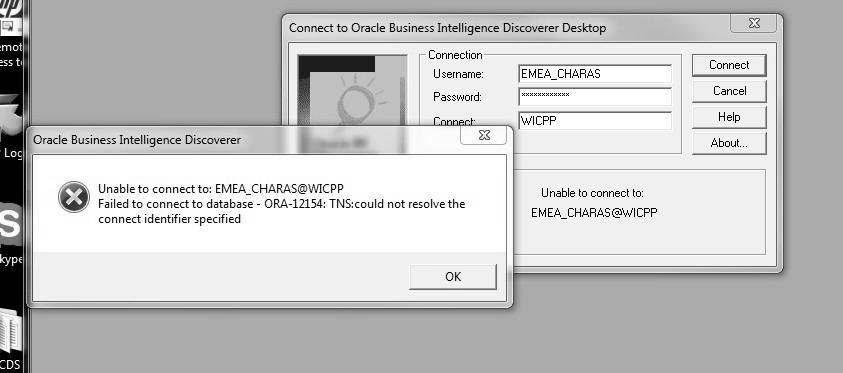 Connect to Oracle Business Intelligence Discoverer Desktop
Connection
Username: EMEA_CHARAS
Password: ************
Connect: WICPP
Connect
Cancel
Help
About...
Unable to connect to:
EMEA_CHARAS@WICPP
Oracle Business Intelligence Discoverer
Unable to connect to: EMEA_CHARAS@WICPP
Failed to connect to database - ORA-12154: TNS:could not resolve the
connect identifier specified
OK
emot
ess to
Log
kype
CDS